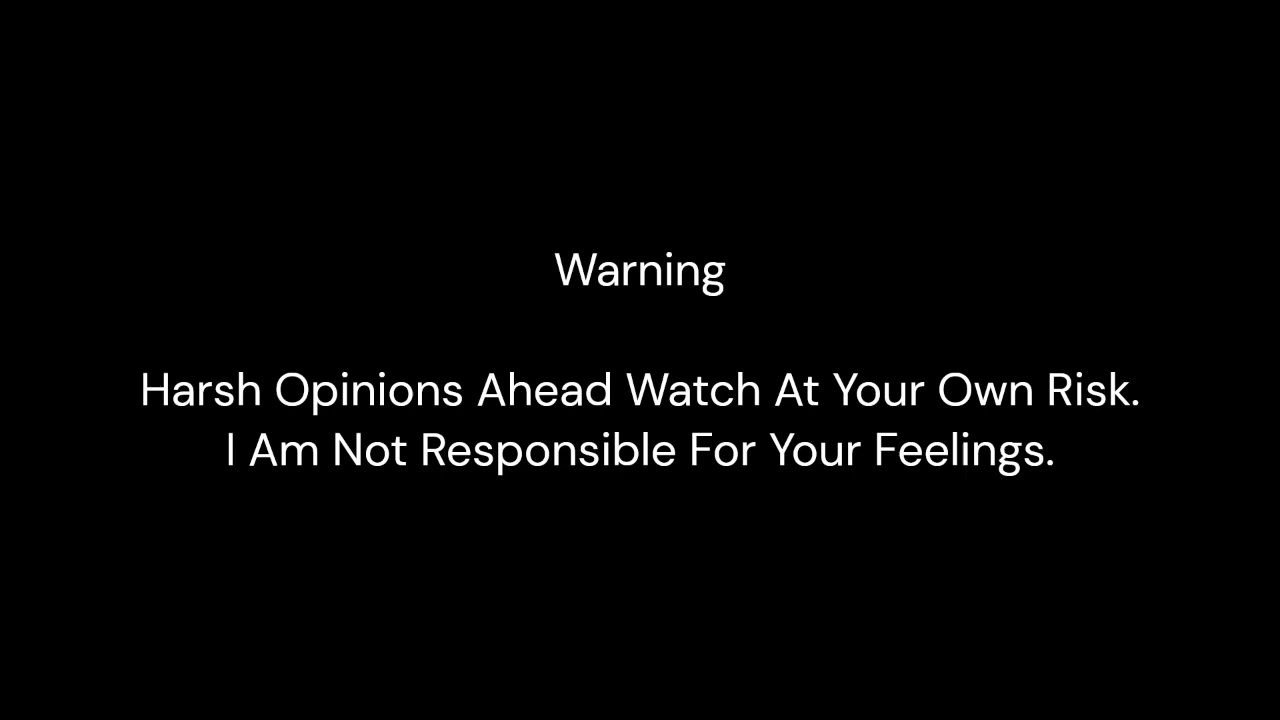 Warning
Harsh Opinions Ahead Watch At Your Own Risk.
I Am Not Responsible For Your Feelings.